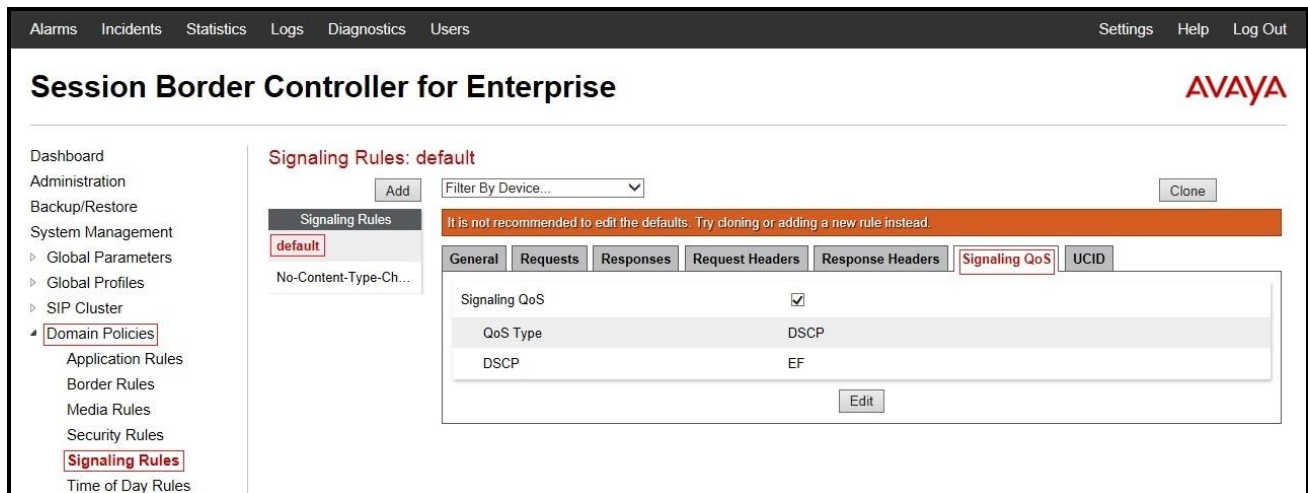 Alarms Incidents Statistics Logs Diagnostics Users Settings Help Log Out
Session Border Controller for Enterprise
AVAYA
Dashboard
Administration
Backup/Restore
System Management
Global Parameters
Global Profiles
SIP Cluster
Domain Policies
Application Rules
Border Rules
Media Rules
Security Rules
Signaling Rules
Time of Day Rules
Signaling Rules: default
Add
Filter By Device...
Clone
Signaling Rules
default
No-Content-Type-Ch...
It is not recommended to edit the defaults. Try cloning or adding a new rule instead.
General Requests Responses Request Headers Response Headers Signaling QoS UCID
Signaling QoS
QoS Type DSCP
DSCP EF
Edit